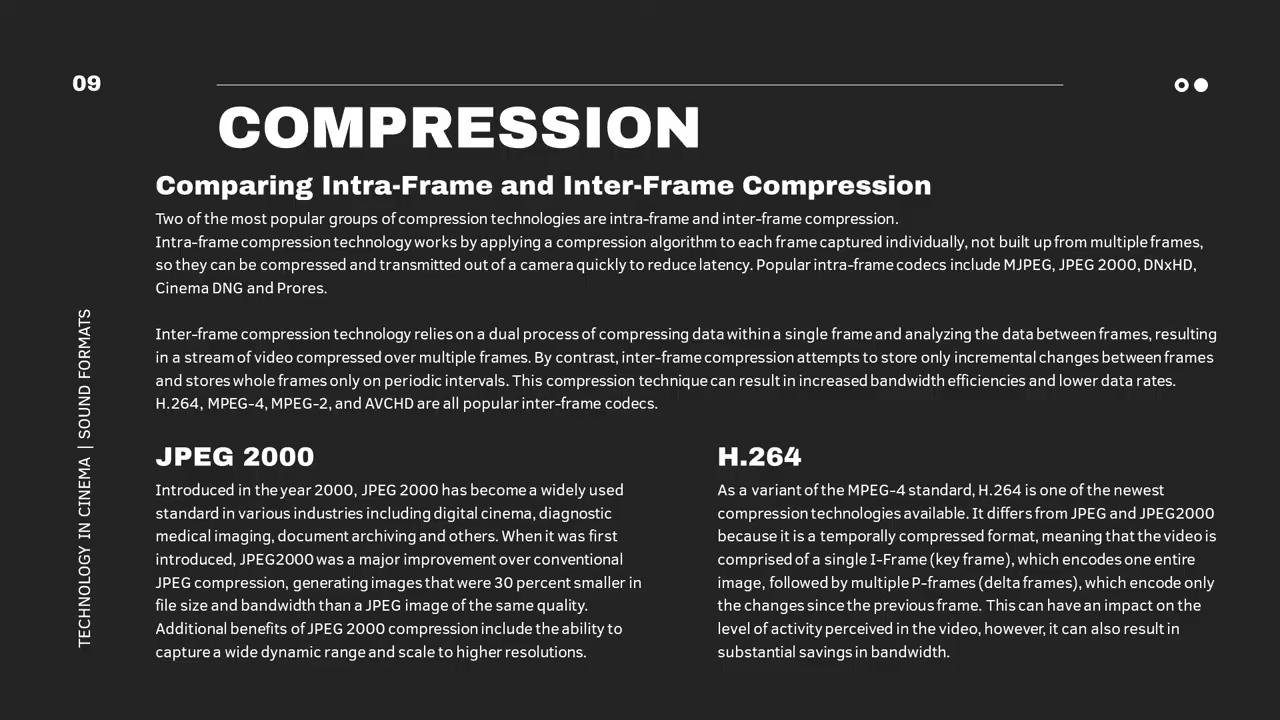 09
COMPRESSION
Comparing Intra-Frame and Inter-Frame Compression
Two of the most popular groups of compression technologies are intra-frame and inter-frame compression.
Intra-frame compression technology works by applying a compression algorithm to each frame captured individually, not built up from multiple frames,
so they can be compressed and transmitted out of a camera quickly to reduce latency. Popular intra-frame codecs include MJPEG, JPEG 2000, DNxHD,
Cinema DNG and Prores.
Inter-frame compression technology relies on a dual process of compressing data within a single frame and analyzing the data between frames, resulting
in a stream of video compressed over multiple frames. By contrast, inter-frame compression attempts to store only incremental changes between frames
and stores whole frames only on periodic intervals. This compression technique can result in increased bandwidth efficiencies and lower data rates.
H.264, MPEG-4, MPEG-2, and AVCHD are all popular inter-frame codecs.
TECHNOLOGY IN CINEMA | SOUND FORMATS
JPEG 2000
Introduced in the year 2000, JPEG 2000 has become a widely used
standard in various industries including digital cinema, diagnostic
medical imaging, document archiving and others. When it was first
introduced, JPEG2000 was a major improvement over conventional
JPEG compression, generating images that were 30 percent smaller in
file size and bandwidth than a JPEG image of the same quality.
Additional benefits of JPEG 2000 compression include the ability to
capture a wide dynamic range and scale to higher resolutions.
H.264
As a variant of the MPEG-4 standard, H.264 is one of the newest
compression technologies available. It differs from JPEG and JPEG2000
because it is a temporally compressed format, meaning that the video is
comprised of a single I-Frame (key frame), which encodes one entire
image, followed by multiple P-frames (delta frames), which encode only
the changes since the previous frame. This can have an impact on the
level of activity perceived in the video, however, it can also result in
substantial savings in bandwidth.